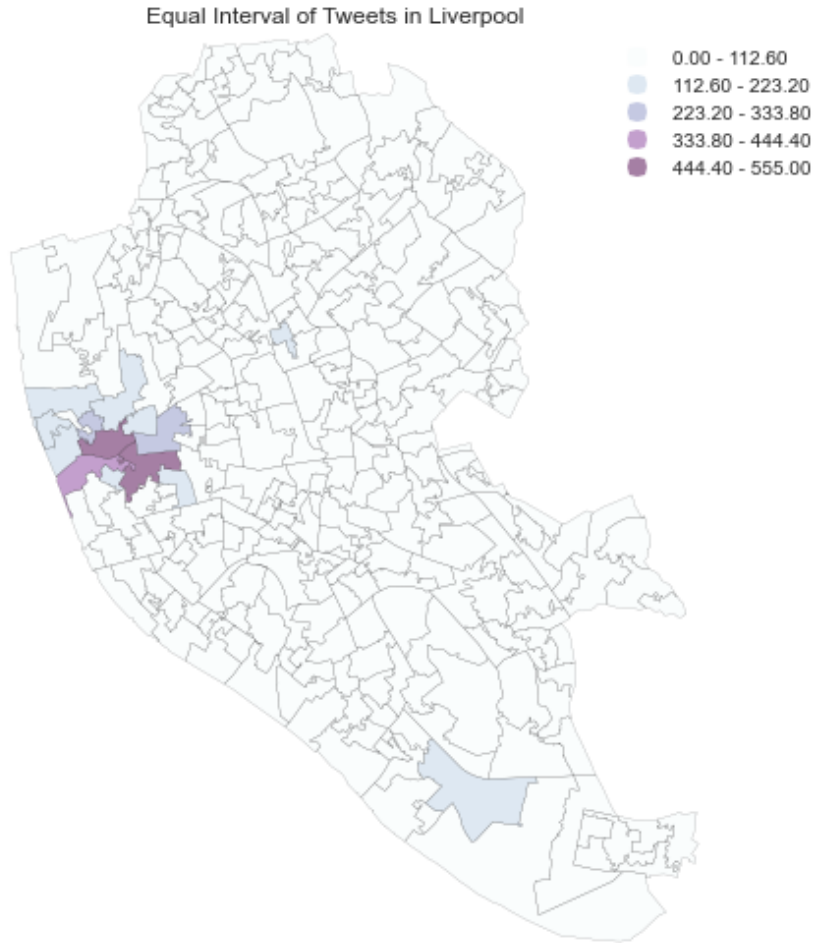 Equal Interval of Tweets in Liverpool
0.00 - 112.60
112.60 - 223.20
223.20 - 333.80
333.80 - 444.40
444.40 - 555.00